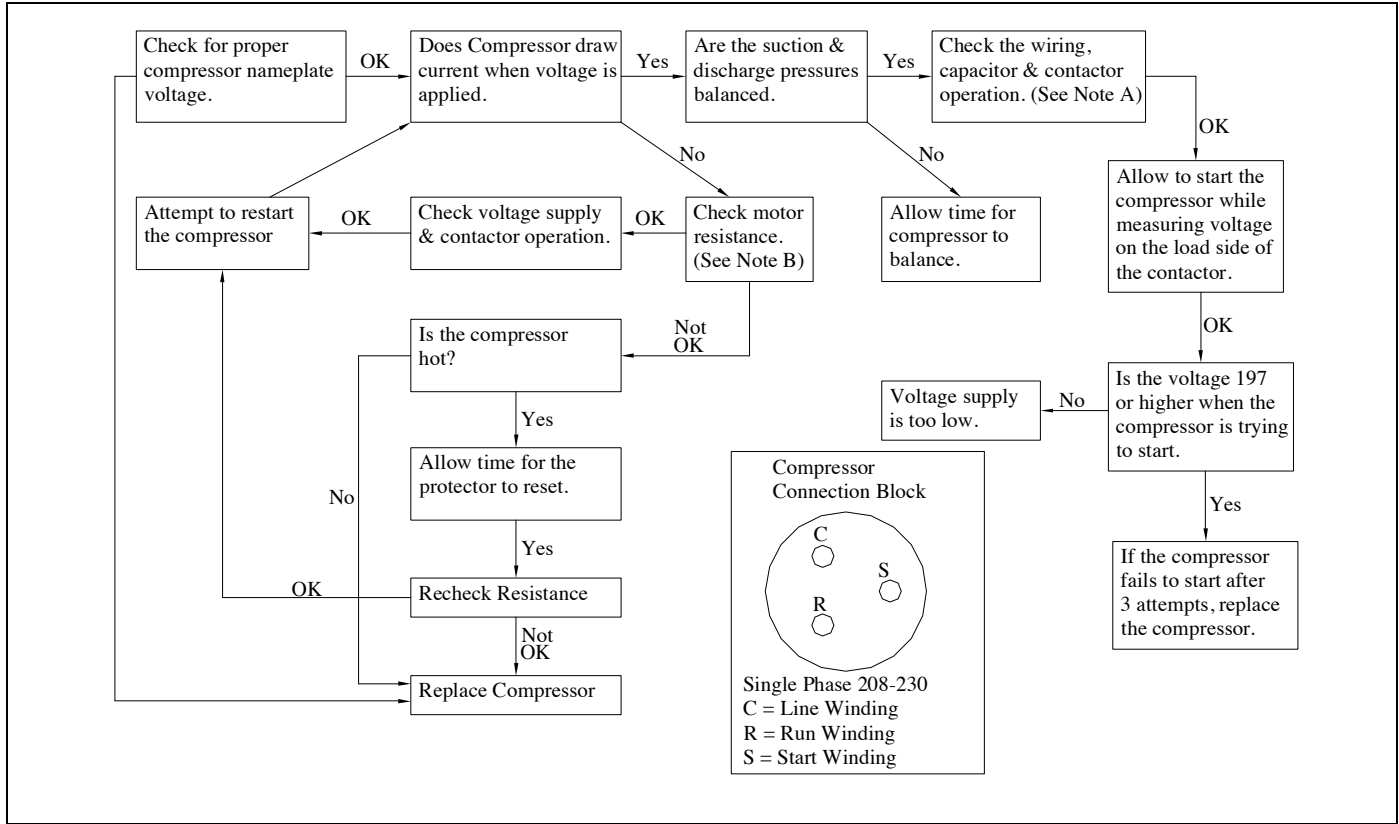 Check for proper
compressor nameplate
voltage.
OK
Does Compressor draw
current when voltage is
applied.
Yes
Are the suction &
discharge pressures
balanced.
Yes
Check the wiring,
capacitor & contactor
operation. (See Note A)
OK
No
No
Attempt to restart
the compressor
OK
Check voltage supply
& contactor operation.
OK
Check motor
resistance.
(See Note B)
Allow time for
compressor to
balance.
Allow to start the
compressor while
measuring voltage
on the load side of
the contactor.
OK
Not
OK
Is the compressor
hot?
Yes
Voltage supply
is too low.
No
Is the voltage 197
or higher when the
compressor is trying
to start.
Yes
No
Allow time for the
protector to reset.
Yes
OK
Recheck Resistance
Not
OK
Replace Compressor
If the compressor
fails to start after
3 attempts, replace
the compressor.
Compressor
Connection Block
C
S
R
Single Phase 208-230
C = Line Winding
R = Run Winding
S = Start Winding